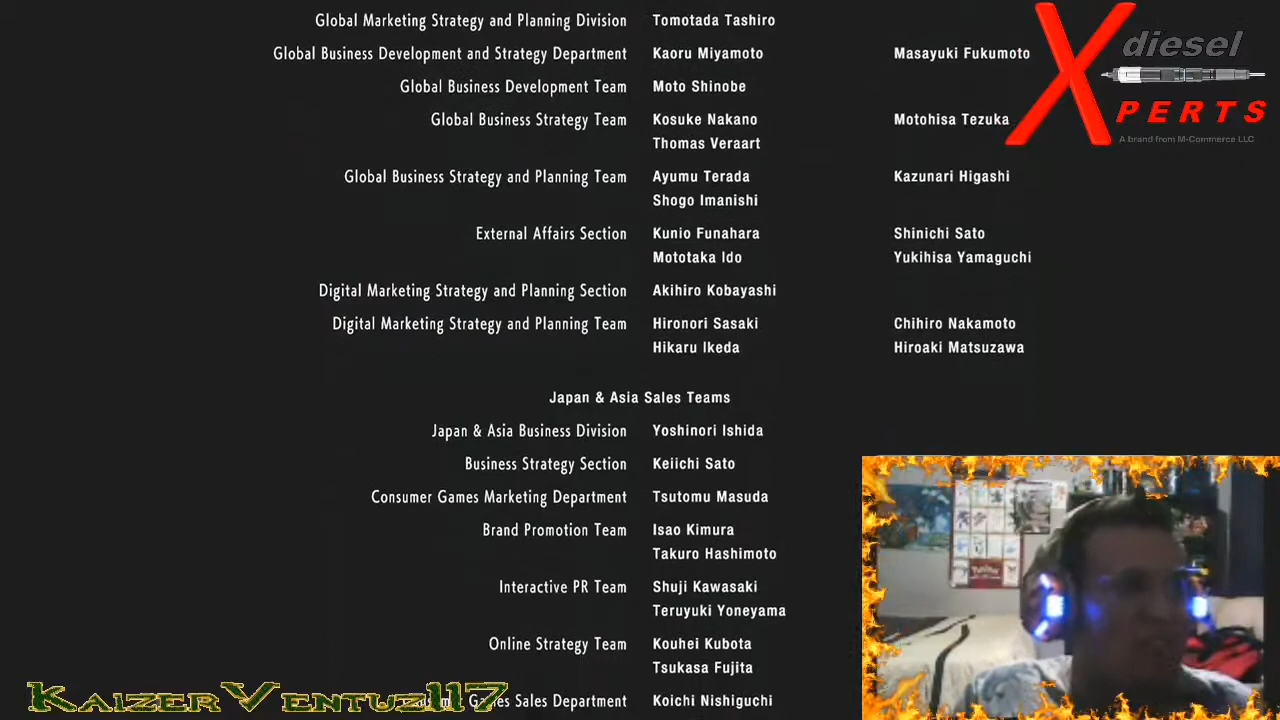 Global Marketing Strategy and Planning Division Tomotada Tashiro
Global Business Development and Strategy Department Kaoru Miyamoto Masayuki Fukumoto
Global Business Development Team Moto Shinobe
Global Business Strategy Team Kosuke Nakano Motohisa Tezuka
Thomas Veraart
Global Business Strategy and Planning Team Ayumu Terada Kazunari Higashi
Shogo Imanishi
External Affairs Section Kunio Funahara Shinichi Sato
Mototaka Ido Yukihisa Yamaguchi
Digital Marketing Strategy and Planning Section Akihiro Kobayashi
Digital Marketing Strategy and Planning Team Hironori Sasaki Chihiro Nakamoto
Hikaru Ikeda Hiroaki Matsuzawa
Japan & Asia Sales Teams
Japan & Asia Business Division Yoshinori Ishida
Business Strategy Section Keiichi Sato
Consumer Games Marketing Department Tsutomu Masuda
Brand Promotion Team Isao Kimura
Takuro Hashimoto
Interactive PR Team Shuji Kawasaki
Teruyuki Yoneyama
Online Strategy Team Kouhei Kubota
Tsukasa Fujita
Games Sales Department Koichi Nishiguchi
diesel
XPERTS
A brand from M-Commerce LLC
KaizerVentuz117